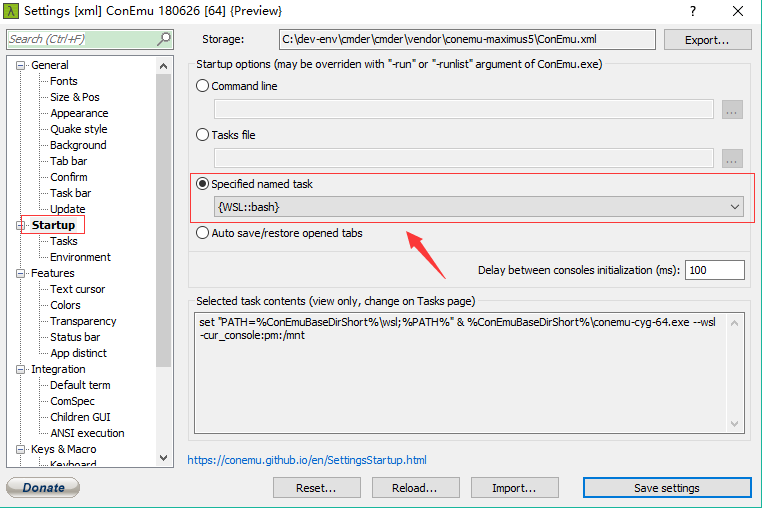 Settings [xml] ConEmu 180626 [64] {Preview}
Search (Ctrl+F)
Storage:
C:\dev-env\cmder\cmder\vendor\conemu-maximus5\ConEmu.xml
Export...
General
Fonts
Size & Pos
Appearance
Quake style
Background
Tab bar
Confirm
Task bar
Update
Startup
Tasks
Environment
Features
Text cursor
Colors
Transparency
Status bar
App distinct
Integration
Default term
ComSpec
Children GUI
ANSI execution
Keys & Macro
Keyboard
Startup options (may be overriden with "-run" or "-runlist" argument of ConEmu.exe)
Command line
...
Tasks file
...
Specified named task
{WSL::bash}
Auto save/restore opened tabs
Delay between consoles initialization (ms):
100
Selected task contents (view only, change on Tasks page)
set "PATH=%ConEmuBaseDirShort%\wsl;%PATH%" & %ConEmuBaseDirShort%\conemu-cyg-64.exe --wsl
-cur_console:pm:/mnt
https://conemu.github.io/en/SettingsStartup.html
Donate
Reset...
Reload...
Import...
Save settings